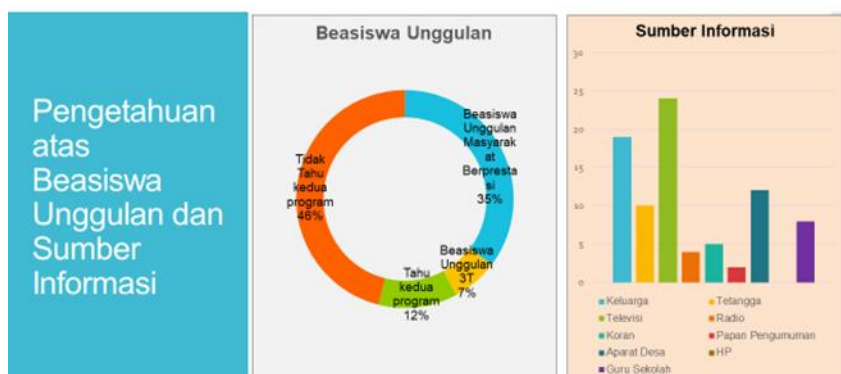 Pengetahuan
atas
Beasiswa
Unggulan dan
Sumber
Informasi
Beasiswa Unggulan
Beasiswa
Unggulan
Masyarak
at
Berpresta
si
35%
Beasiswa
Unggulan
3T
7%
Tahu
kedua
program
12%
Tidak
Tahu
kedua
program
46%
Sumber Informasi
30
25
20
15
10
5
0
Keluarga Tetangga
Televisi Radio
Koran Papan Pengumuman
Aparat Desa HP
Guru Sekolah